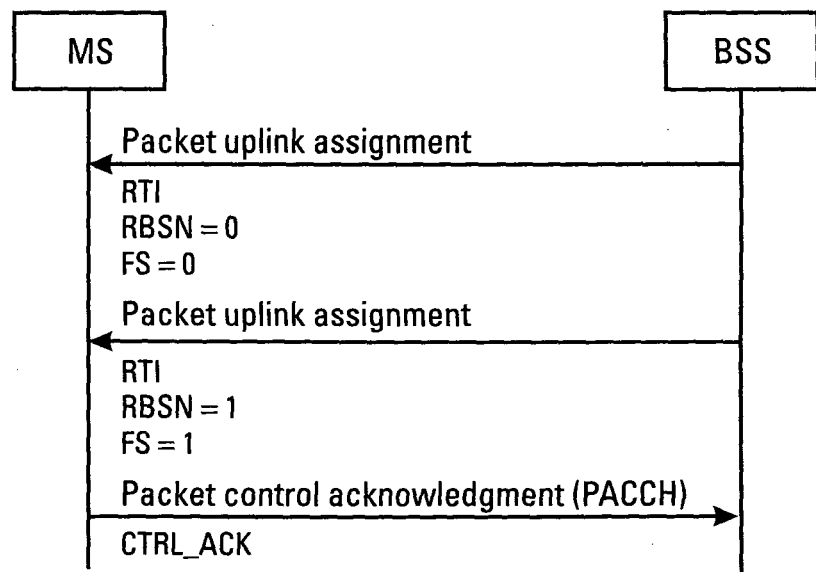 MS
BSS
Packet uplink assignment
RTI
RBSN = 0
FS = 0
Packet uplink assignment
RTI
RBSN = 1
FS = 1
Packet control acknowledgment (PACCH)
CTRL_ACK